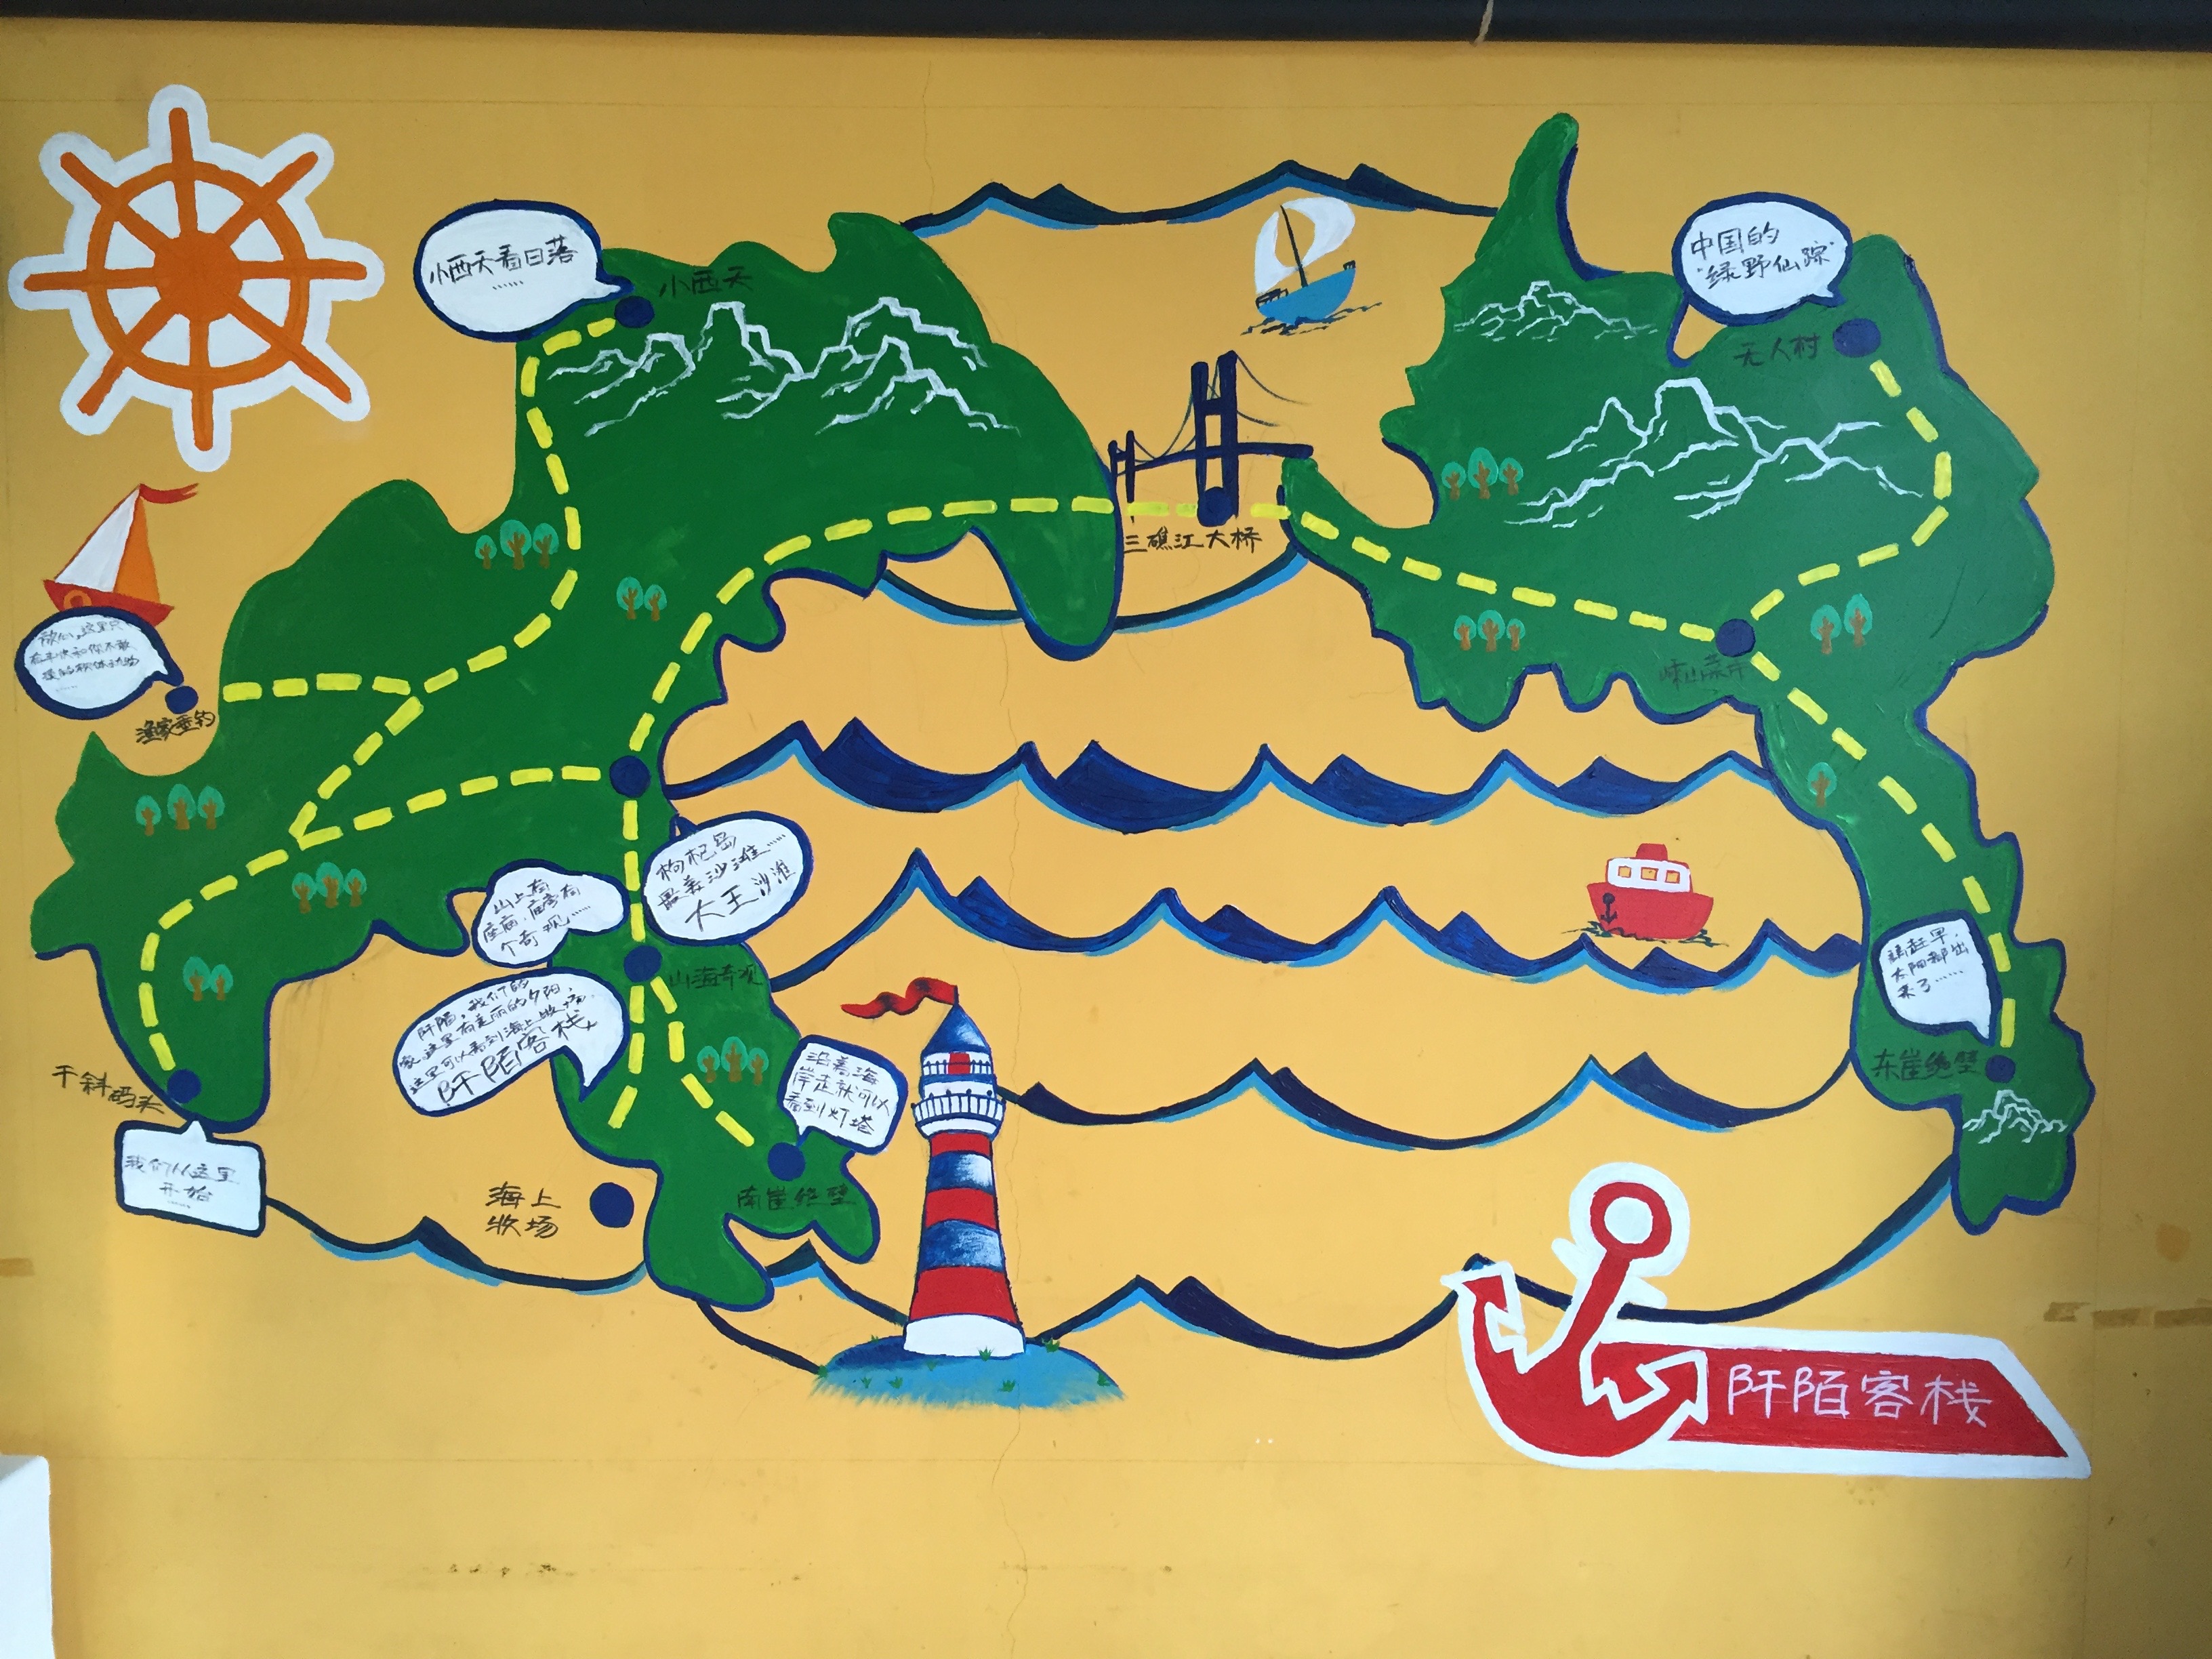 小西天看日落
……
小西天
中国的
"绿野仙踪"
无人村
三礁江大桥
嵊山菜市
渔家垂钓
枸杞岛
最美沙滩……
大王沙滩
山上有
座庙，庙旁有
个奇观……
山海奇观
阡陌，我们的
家，这里有美丽的夕阳，
这里可以看到海上牧场，
阡陌客栈
沿着海
岸走就可以
看到灯塔
南崖绝壁
海上
牧场
干斜码头
我们从这里
开始
……
请赶早，
太阳都出
来了……
东崖绝壁
阡陌客栈